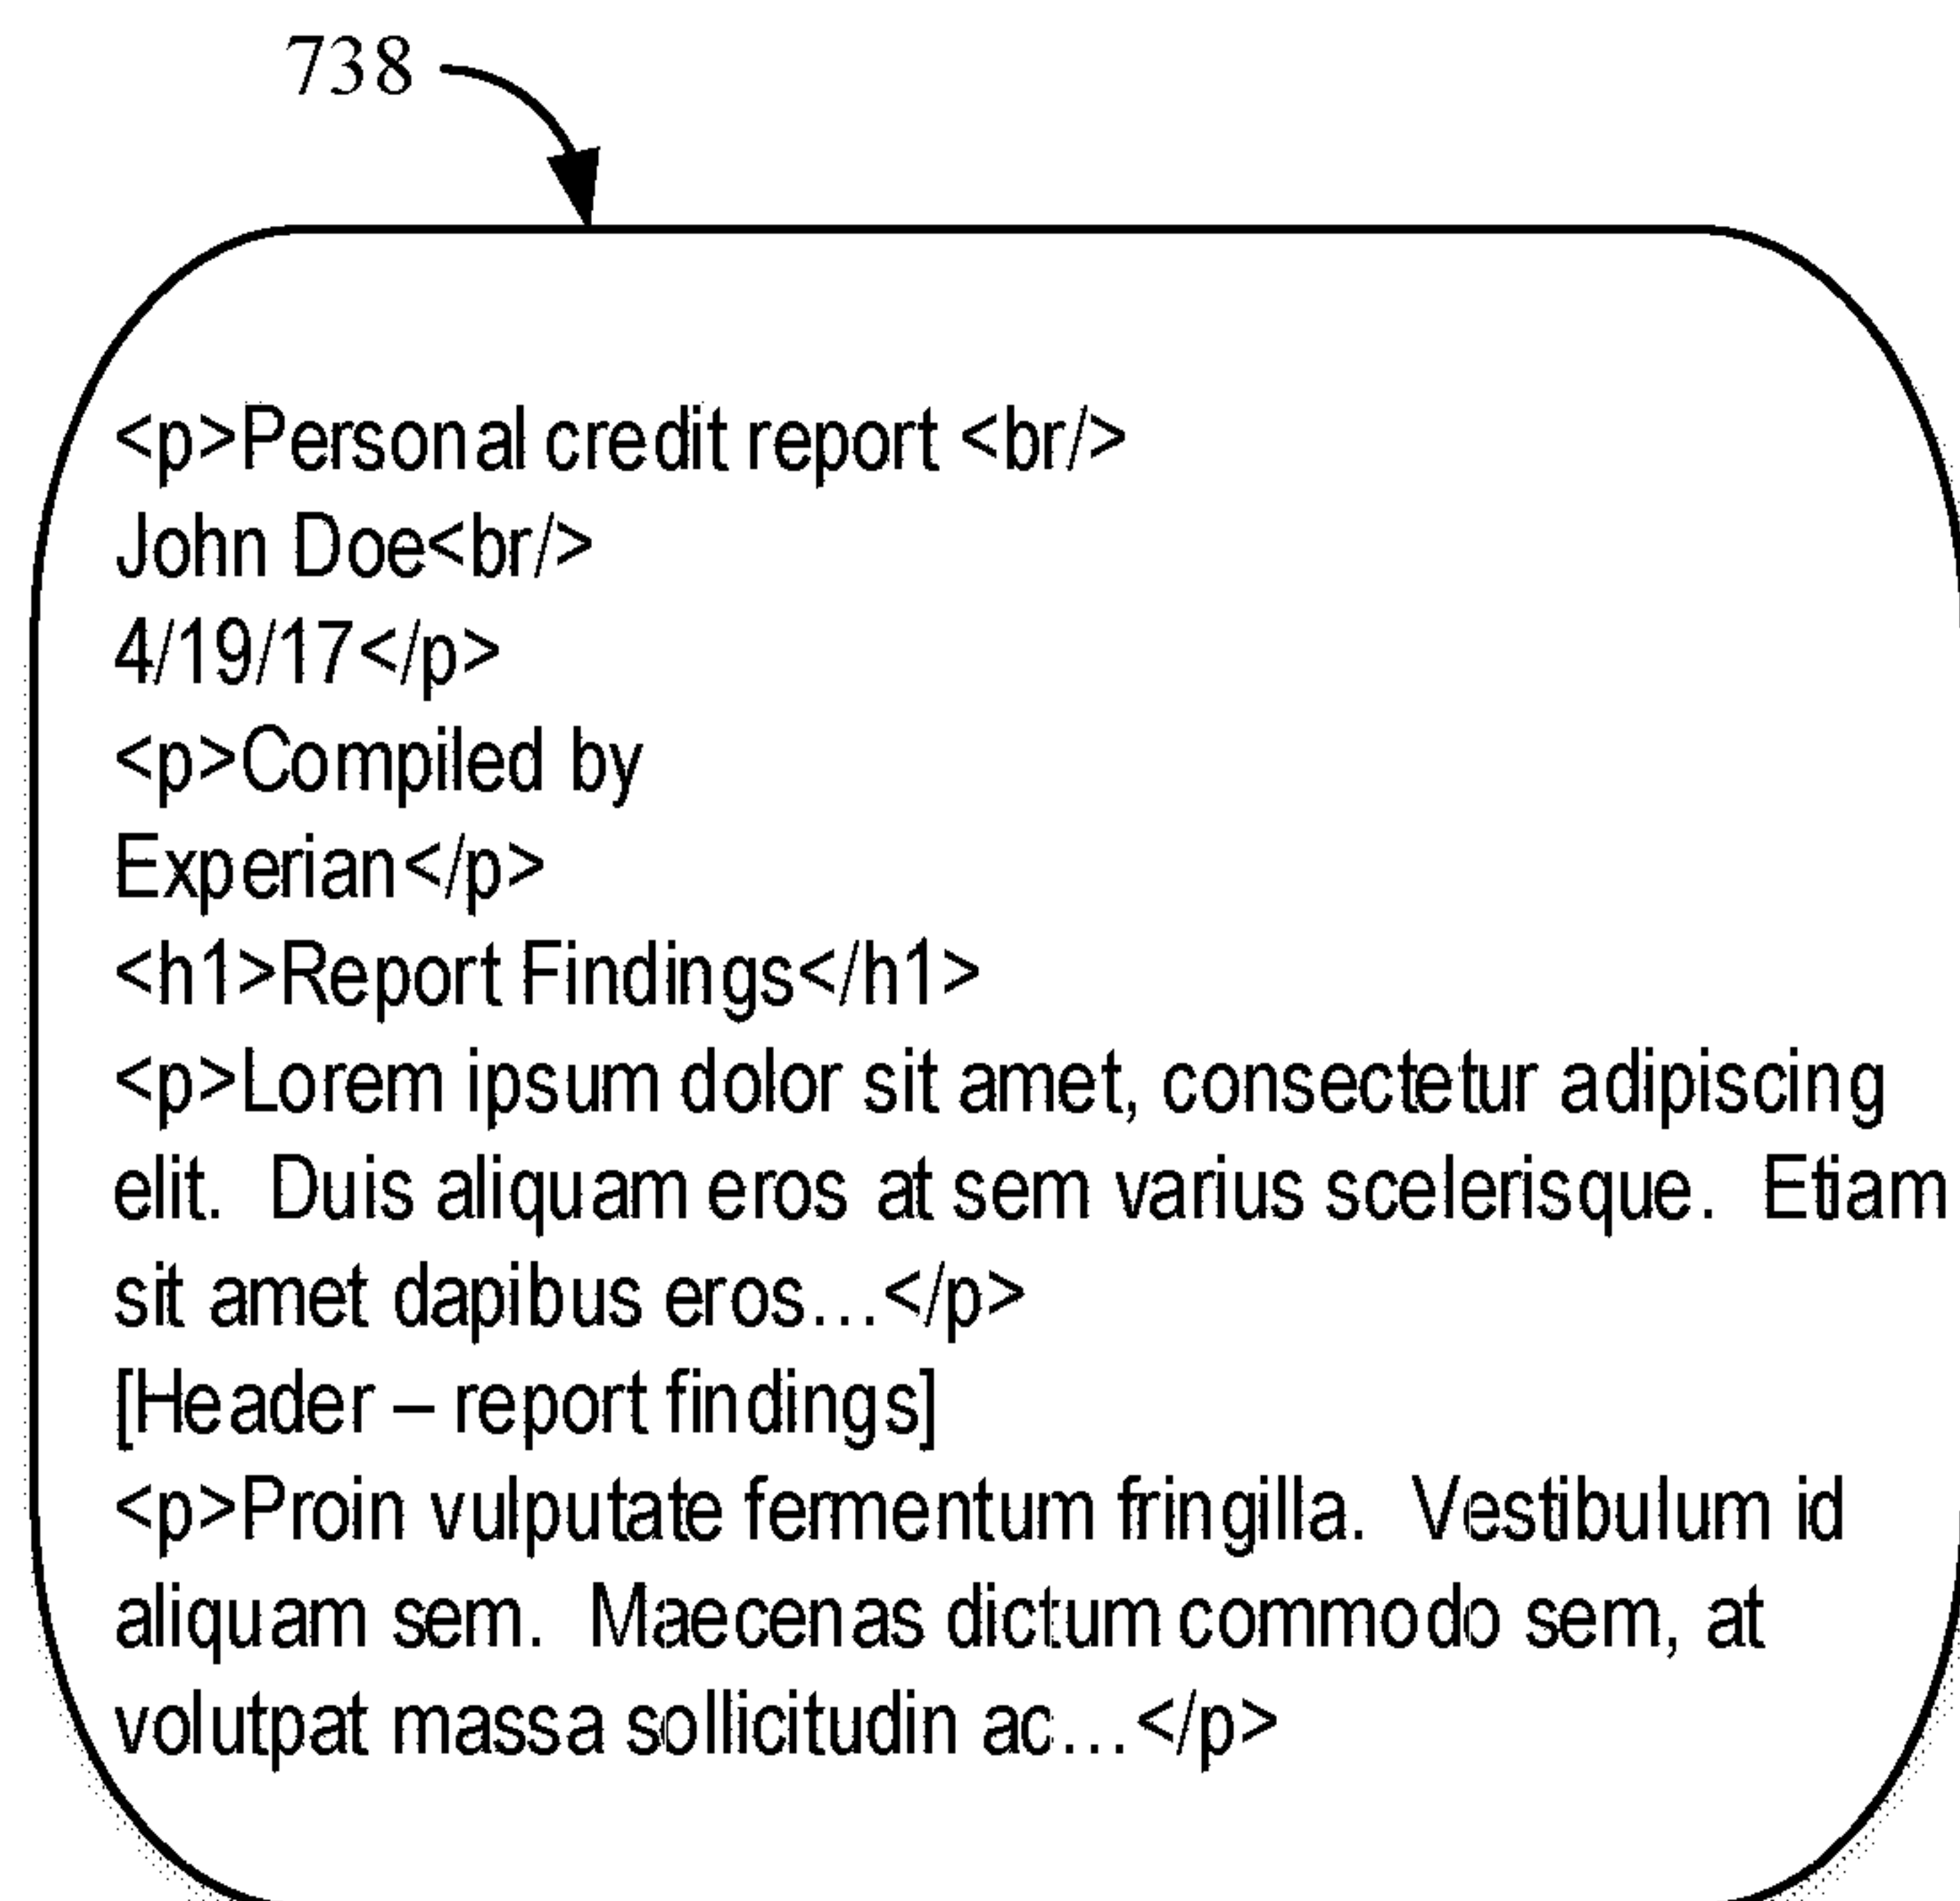 738
<p>Personal credit report <br/>
John Doe<br/>
4/19/17</p>
<p>Compiled by
Experian</p>
<h1>Report Findings</h1>
<p>Lorem ipsum dolor sit amet, consectetur adipiscing
elit.  Duis aliquam eros at sem varius scelerisque.  Etiam
sit amet dapibus eros…</p>
[Header – report findings]
<p>Proin vulputate fermentum fringilla.  Vestibulum id
aliquam sem.  Maecenas dictum commodo sem, at
volutpat massa sollicitudin ac…</p>